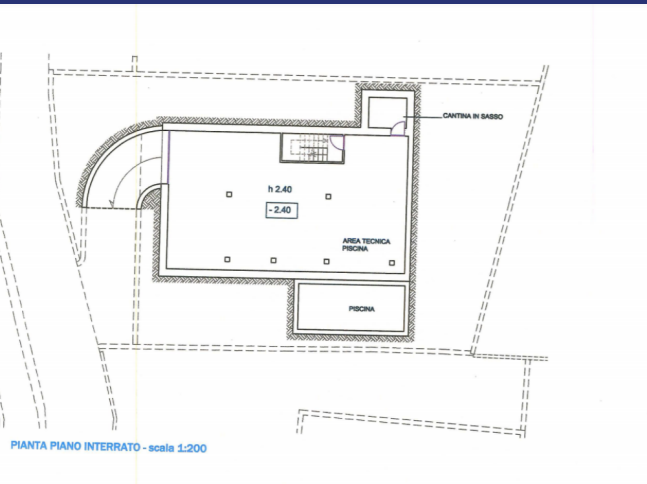 CANTINA IN SASSO
h 2.40
- 2.40
AREA TECNICA
PISCINA
PISCINA
PIANTA PIANO INTERRATO - scala 1:200